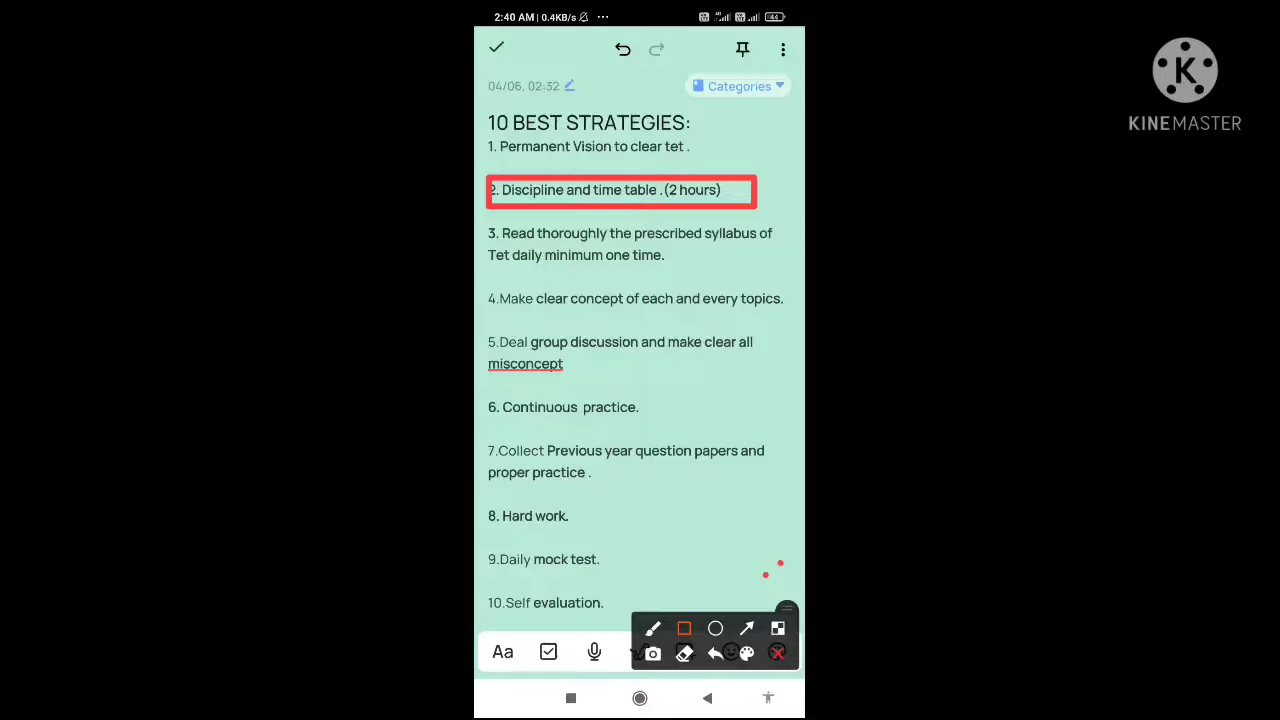 2:40 AM | 0.4KB/s ... 44
04/06, 02:32 Categories
K
KINEMASTER
10 BEST STRATEGIES:
1. Permanent Vision to clear tet .
2. Discipline and time table .(2 hours)
3. Read thoroughly the prescribed syllabus of
Tet daily minimum one time.
4.Make clear concept of each and every topics.
5.Deal group discussion and make clear all
misconcept
6. Continuous practice.
7.Collect Previous year question papers and
proper practice .
8. Hard work.
9.Daily mock test.
10.Self evaluation.
Aa